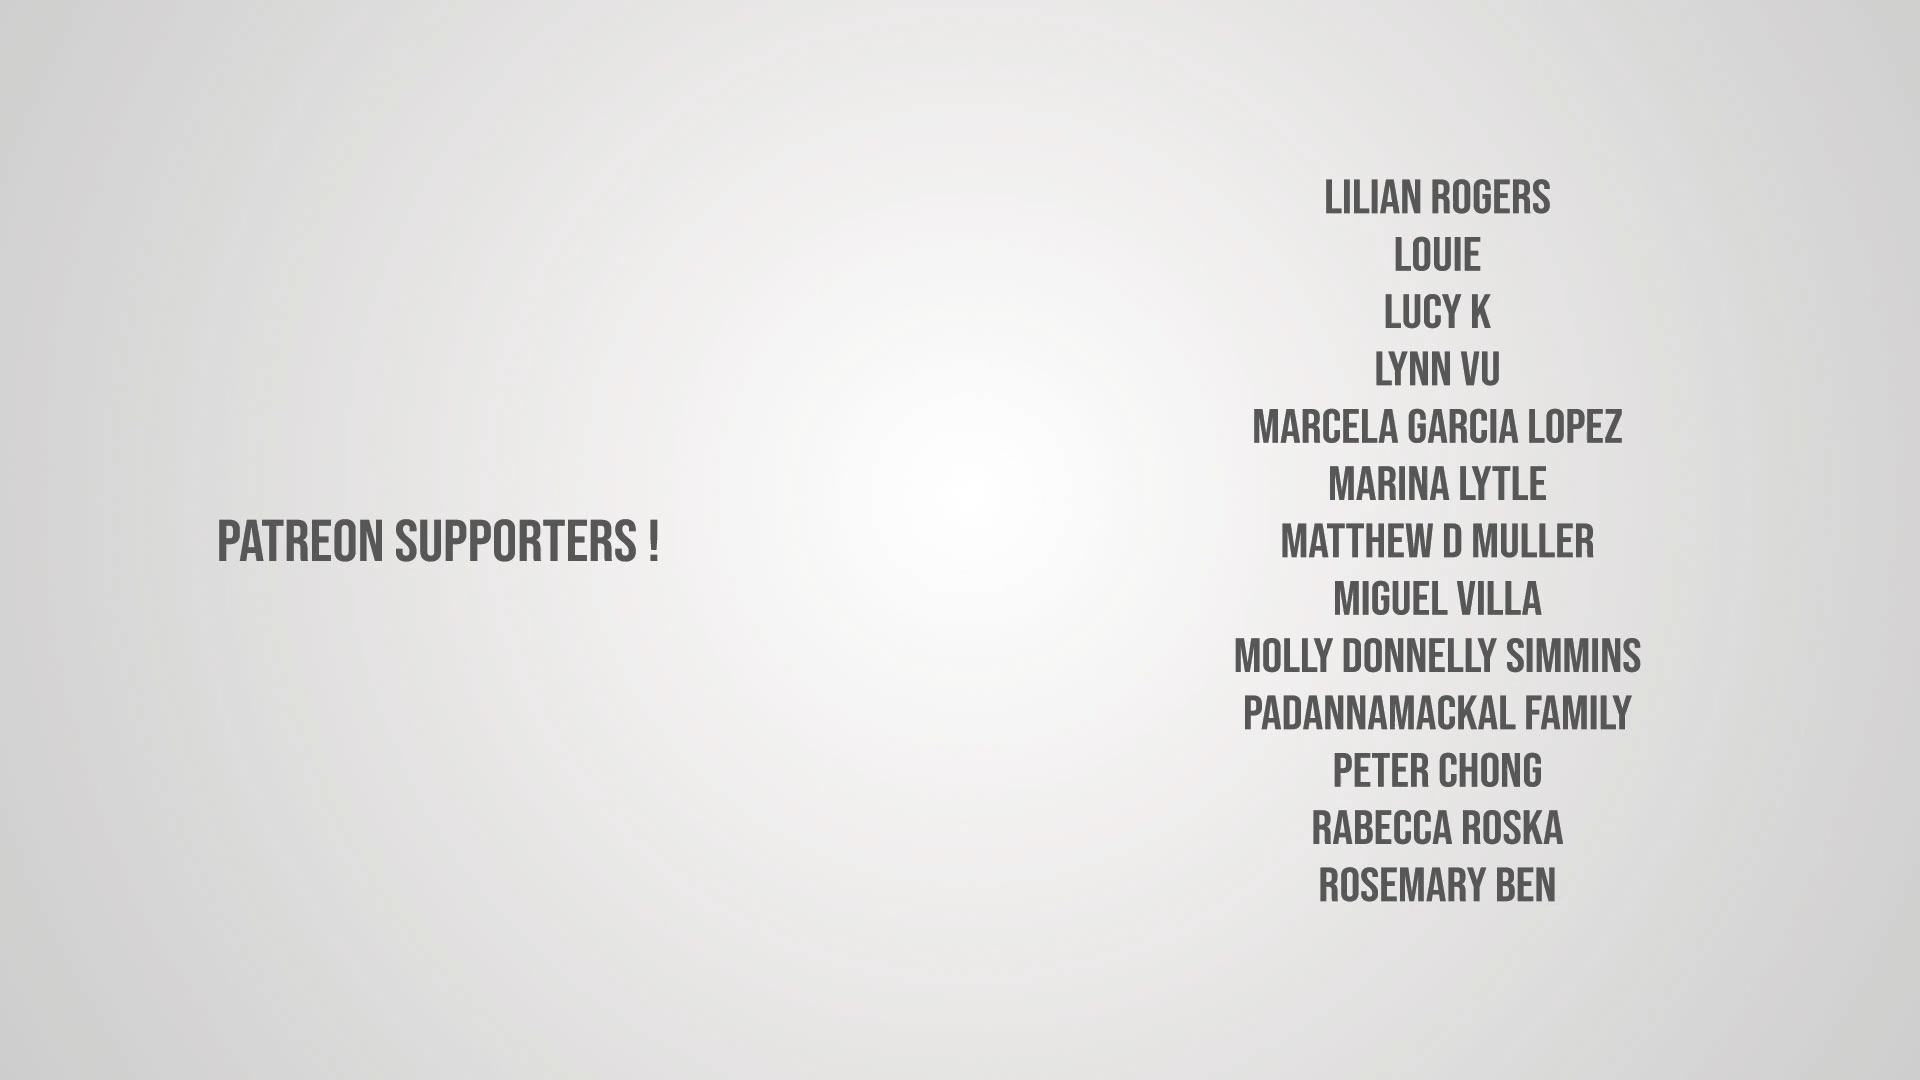 PATREON SUPPORTERS !
LILIAN ROGERS
LOUIE
LUCY K
LYNN VU
MARCELA GARCIA LOPEZ
MARINA LYTLE
MATTHEW D MULLER
MIGUEL VILLA
MOLLY DONNELLY SIMMINS
PADANNAMACKAL FAMILY
PETER CHONG
RABECCA ROSKA
ROSEMARY BEN